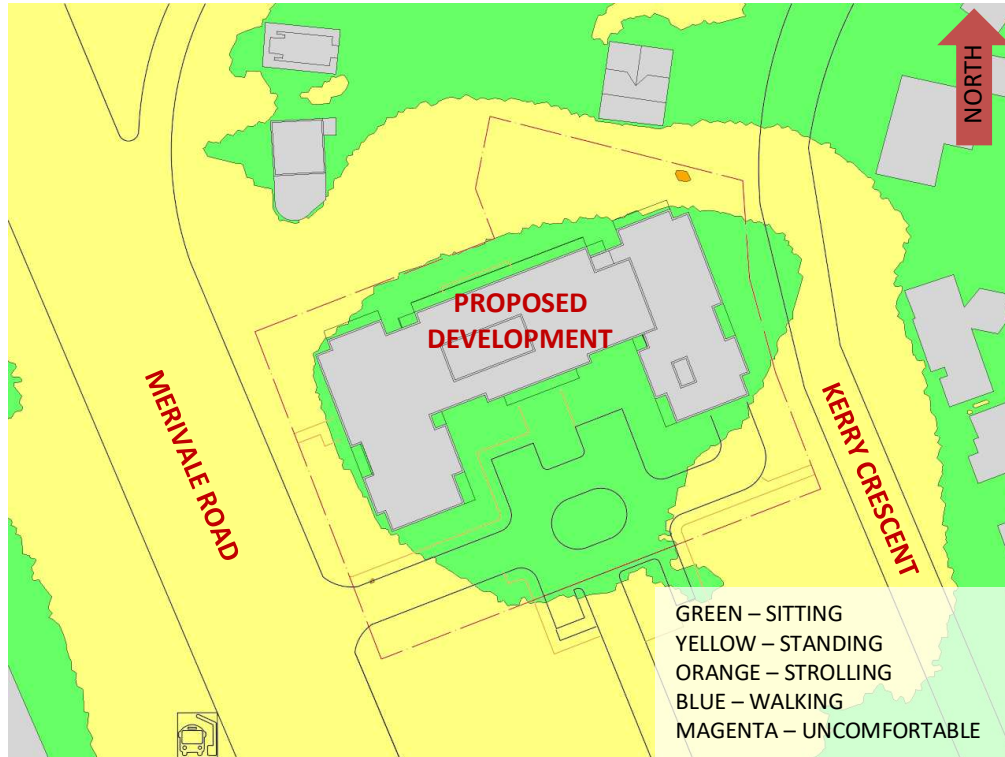 NORTH
PROPOSED
DEVELOPMENT
MERIVALE ROAD
KERRY CRESCENT
GREEN – SITTING
YELLOW – STANDING
ORANGE – STROLLING
BLUE – WALKING
MAGENTA – UNCOMFORTABLE